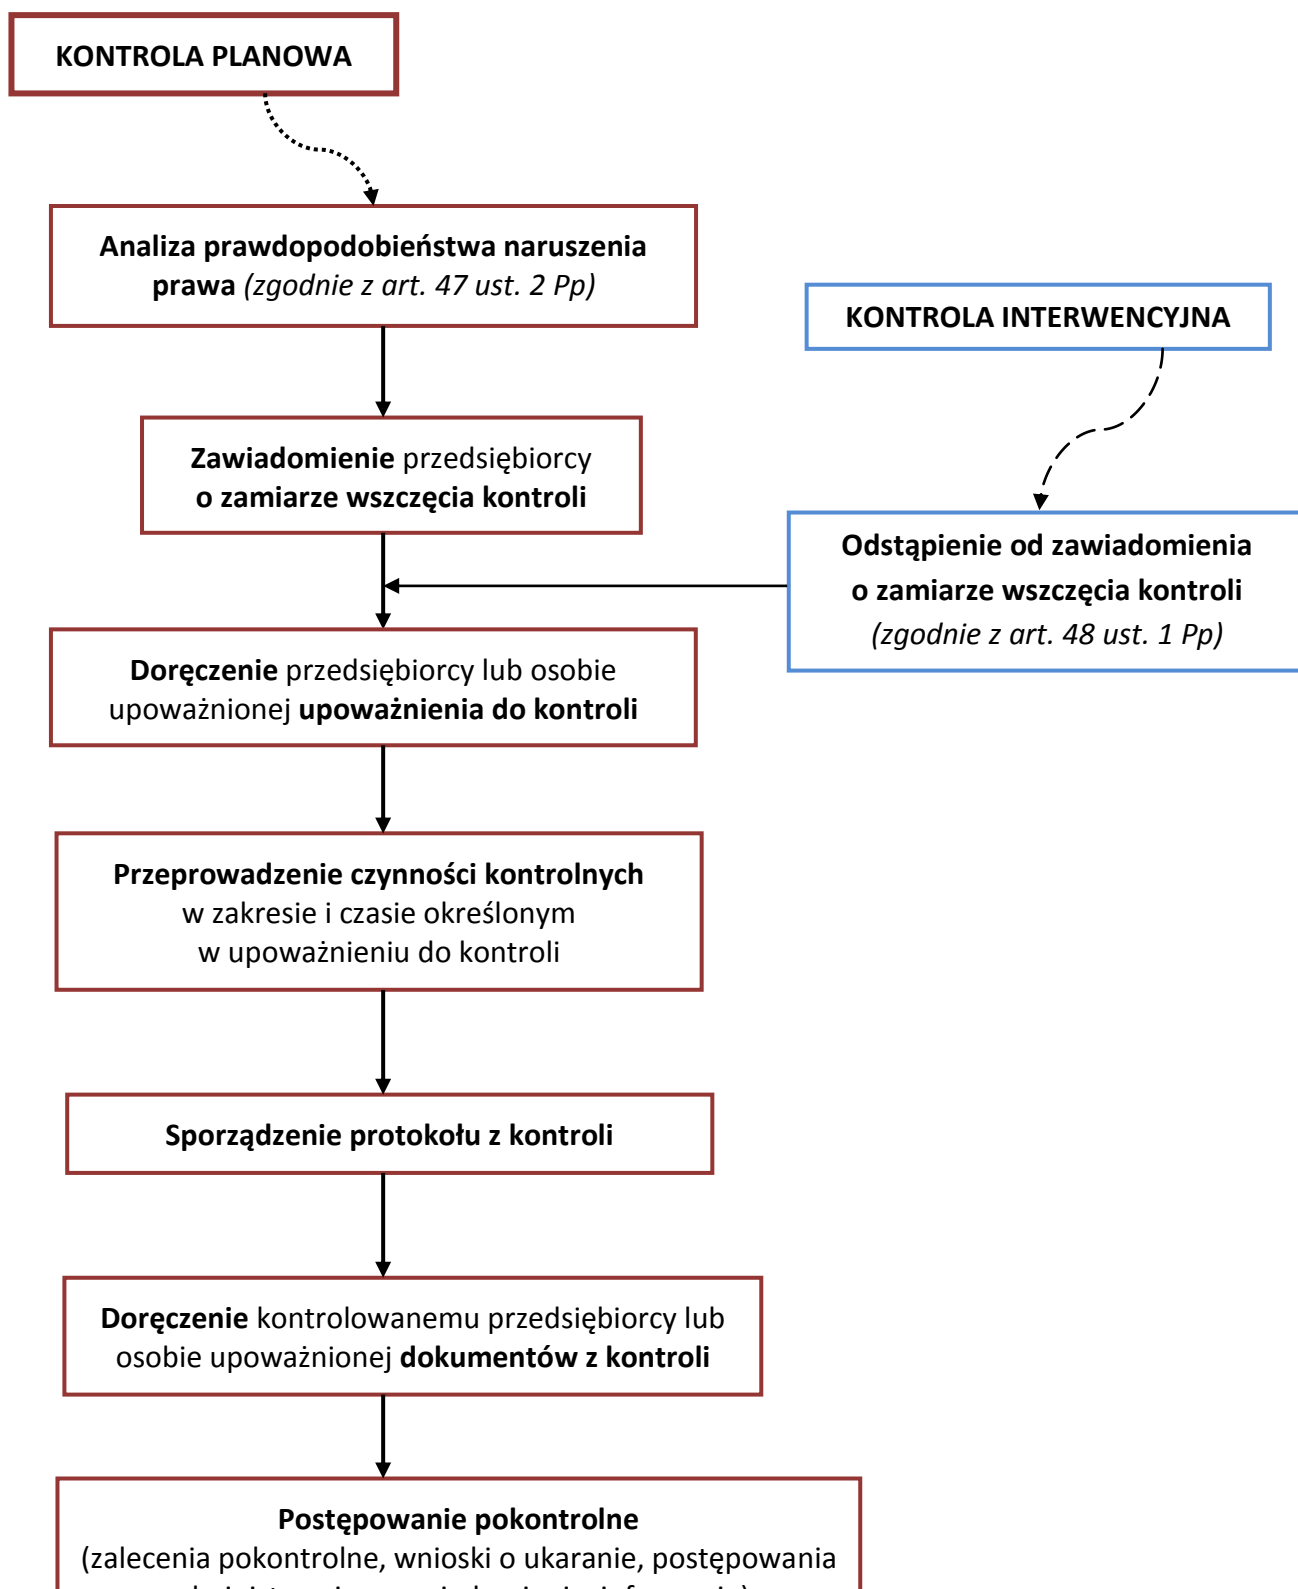 KONTROLA PLANOWA
Analiza prawdopodobieństwa naruszenia
prawa (zgodnie z art. 47 ust. 2 Pp)
KONTROLA INTERWENCYJNA
Zawiadomienie przedsiębiorcy
o zamiarze wszczęcia kontroli
Odstąpienie od zawiadomienia
o zamiarze wszczęcia kontroli
(zgodnie z art. 48 ust. 1 Pp)
Doręczenie przedsiębiorcy lub osobie
upoważnionej upoważnienia do kontroli
Przeprowadzenie czynności kontrolnych
w zakresie i czasie określonym
w upoważnieniu do kontroli
Sporządzenie protokołu z kontroli
Doręczenie kontrolowanemu przedsiębiorcy lub
osobie upoważnionej dokumentów z kontroli
Postępowanie pokontrolne
(zalecenia pokontrolne, wnioski o ukaranie, postępowania